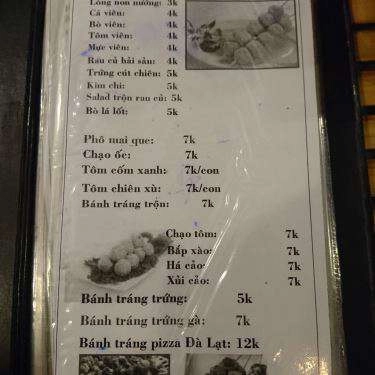 Lòng non nướng: 5k
Cá viên: 4k
Bò viên: 4k
Tôm viên: 4k
Mực viên: 4k
Rau củ hải sản: 4k
Trứng cút chiên: 5k
Kim chi: 5k
Salad trộn rau củ: 5k
Bò lá lốt: 5k
Phô mai que: 7k
Chạo ốc: 7k
Tôm cốm xanh: 7k/con
Tôm chiên xù: 7k/con
Bánh tráng trộn: 7k
Chạo tôm: 7k
Bắp xào: 7k
Há cảo: 7k
Xủi cảo: 7k
Bánh tráng trứng: 5k
Bánh tráng trứng gà: 7k
Bánh tráng pizza Đà Lạt: 12k